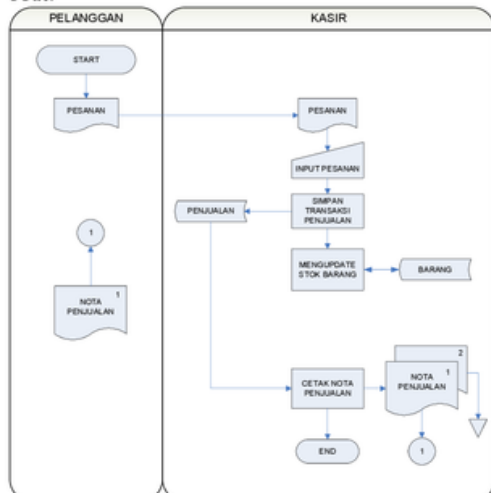 PELANGGAN
KASIR
START
PESANAN
PESANAN
INPUT PESANAN
SIMPAN
TRANSAKSI
PENJUALAN
PENJUALAN
1
MENGUPDATE
STOK BARANG
BARANG
1
NOTA
PENJUALAN
2
1
NOTA
PENJUALAN
CETAK NOTA
PENJUALAN
END
1